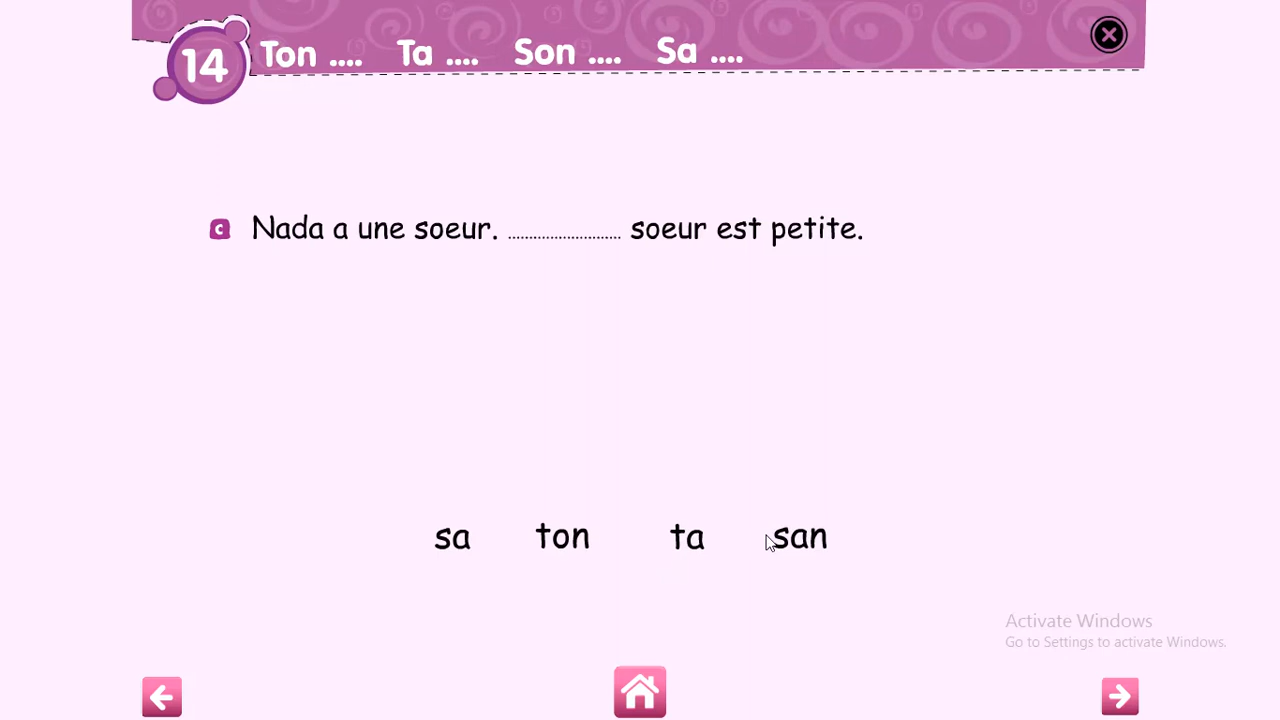 14 Ton .... Ta .... Son .... Sa ....
c Nada a une soeur. ........................... soeur est petite.
sa ton ta san
Activate Windows
Go to Settings to activate Windows.